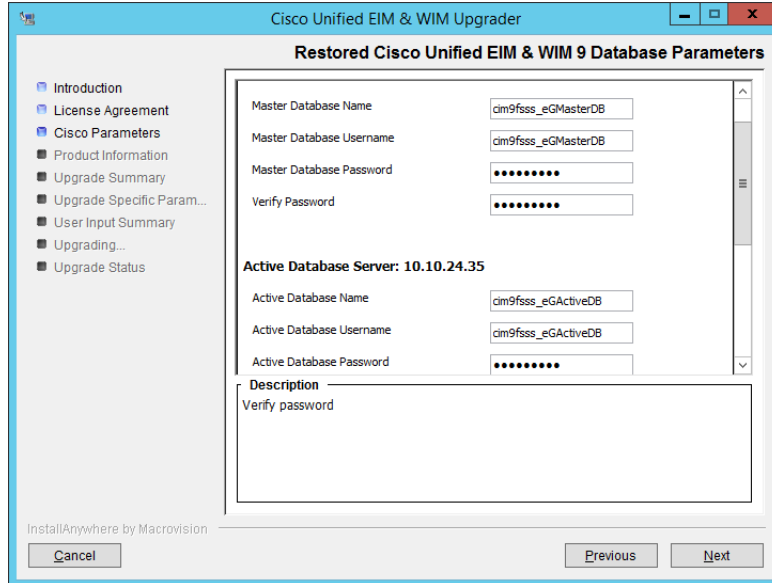 Cisco Unified EIM & WIM Upgrader
Restored Cisco Unified EIM & WIM 9 Database Parameters
Introduction
License Agreement
Cisco Parameters
Product Information
Upgrade Summary
Upgrade Specific Param...
User Input Summary
Upgrading...
Upgrade Status
Master Database Name cim9fsss_eGMasterDB
Master Database Username cim9fsss_eGMasterDB
Master Database Password •••••••••
Verify Password •••••••••
Active Database Server: 10.10.24.35
Active Database Name cim9fsss_eGActiveDB
Active Database Username cim9fsss_eGActiveDB
Active Database Password •••••••••
Description
Verify password
InstallAnywhere by Macrovision
Cancel Previous Next